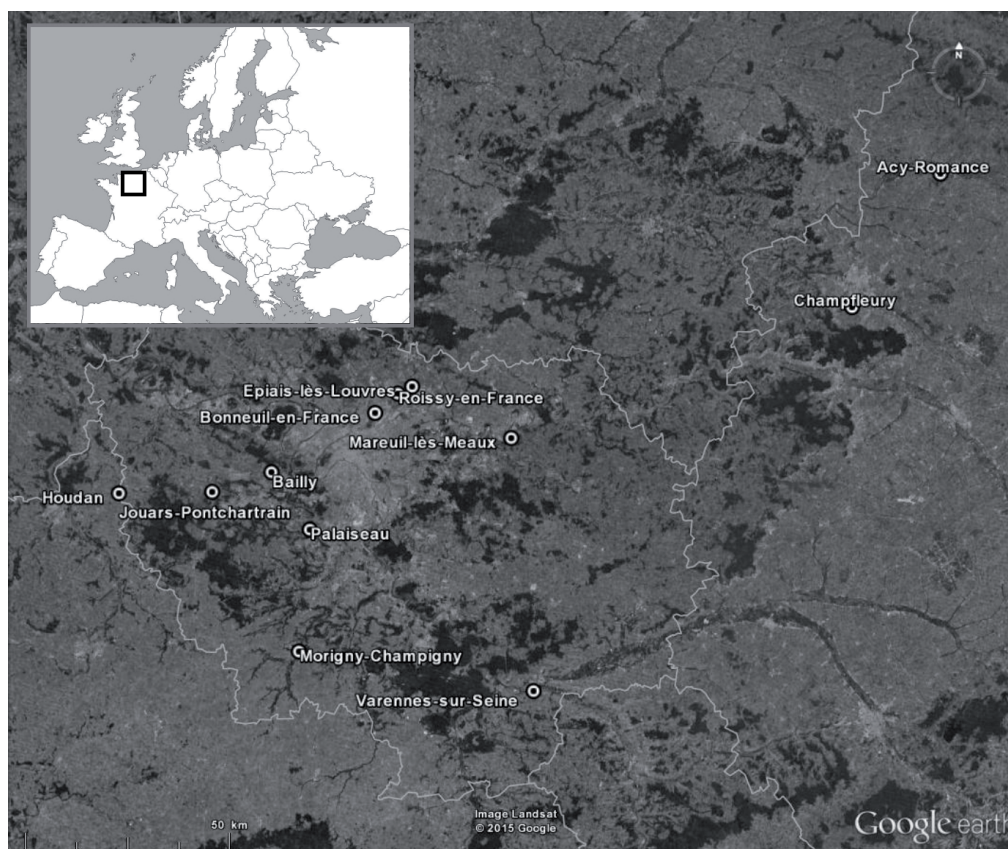 N
Acy-Romance
Champfleury
Epiais-lès-Louvres
Roissy-en-France
Bonneuil-en-France
Mareuil-lès-Meaux
Bailly
Houdan
Jouars-Pontchartrain
Palaiseau
Morigny-Champigny
Varennes-sur-Seine
50 km
Image Landsat
© 2015 Google
Google earth